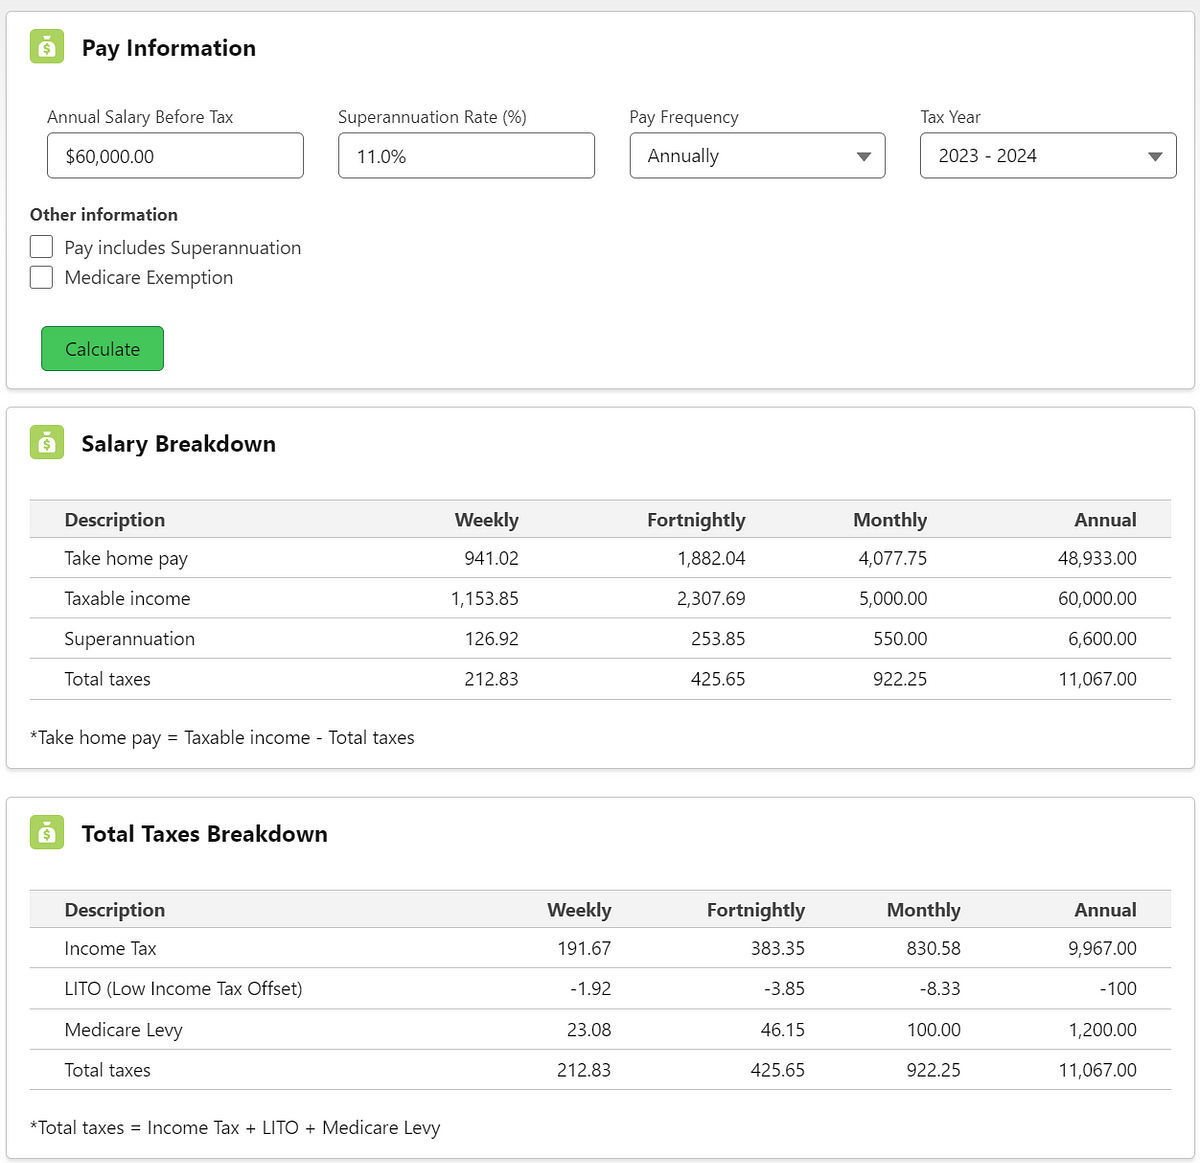 Pay Information
Annual Salary Before Tax Superannuation Rate (%) Pay Frequency Tax Year
$60,000.00 11.0% Annually 2023 - 2024
Other information
Pay includes Superannuation
Medicare Exemption
Calculate
Salary Breakdown
Description Weekly Fortnightly Monthly Annual
Take home pay 941.02 1,882.04 4,077.75 48,933.00
Taxable income 1,153.85 2,307.69 5,000.00 60,000.00
Superannuation 126.92 253.85 550.00 6,600.00
Total taxes 212.83 425.65 922.25 11,067.00
*Take home pay = Taxable income - Total taxes
Total Taxes Breakdown
Description Weekly Fortnightly Monthly Annual
Income Tax 191.67 383.35 830.58 9,967.00
LITO (Low Income Tax Offset) -1.92 -3.85 -8.33 -100
Medicare Levy 23.08 46.15 100.00 1,200.00
Total taxes 212.83 425.65 922.25 11,067.00
*Total taxes = Income Tax + LITO + Medicare Levy